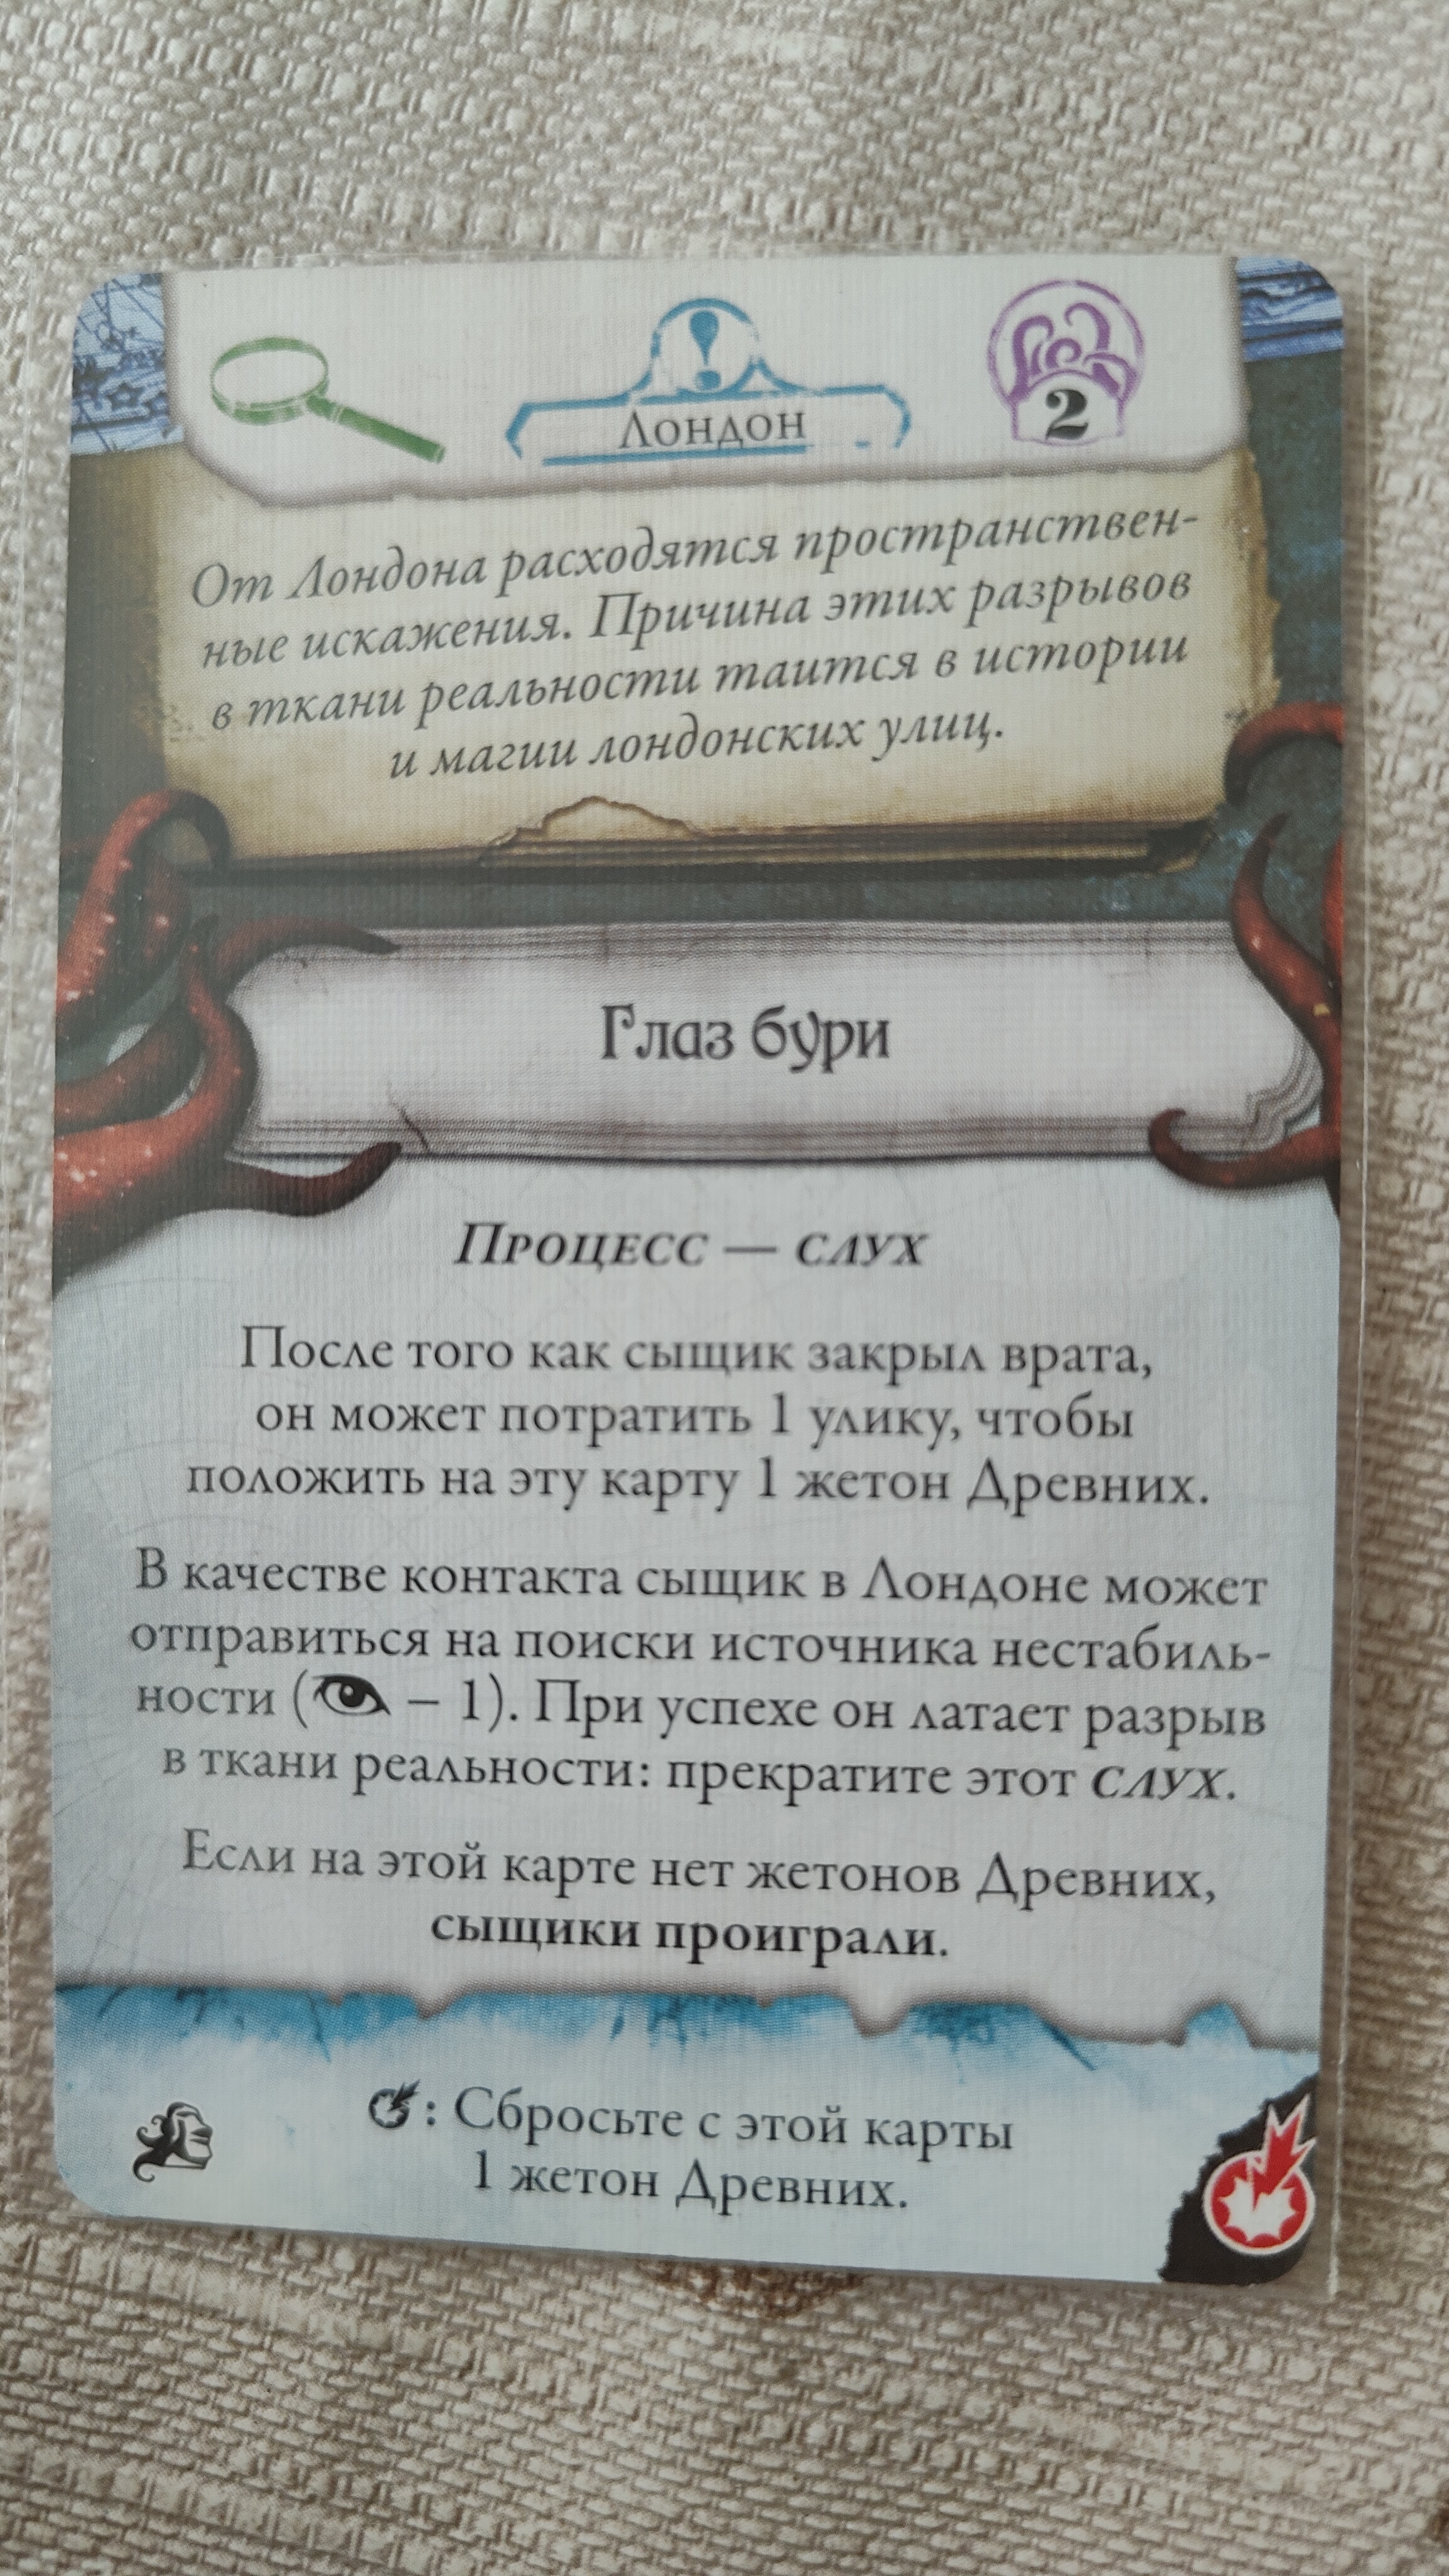 Лондон
2
От Лондона расходятся пространствен-
ные искажения. Причина этих разрывов
в ткани реальности таится в истории
и магии лондонских улиц.
Глаз бури
Процесс — слух
После того как сыщик закрыл врата,
он может потратить 1 улику, чтобы
положить на эту карту 1 жетон Древних.
В качестве контакта сыщик в Лондоне может
отправиться на поиски источника нестабиль-
ности ( – 1). При успехе он латает разрыв
в ткани реальности: прекратите этот слух.
Если на этой карте нет жетонов Древних,
сыщики проиграли.
: Сбросьте с этой карты
1 жетон Древних.